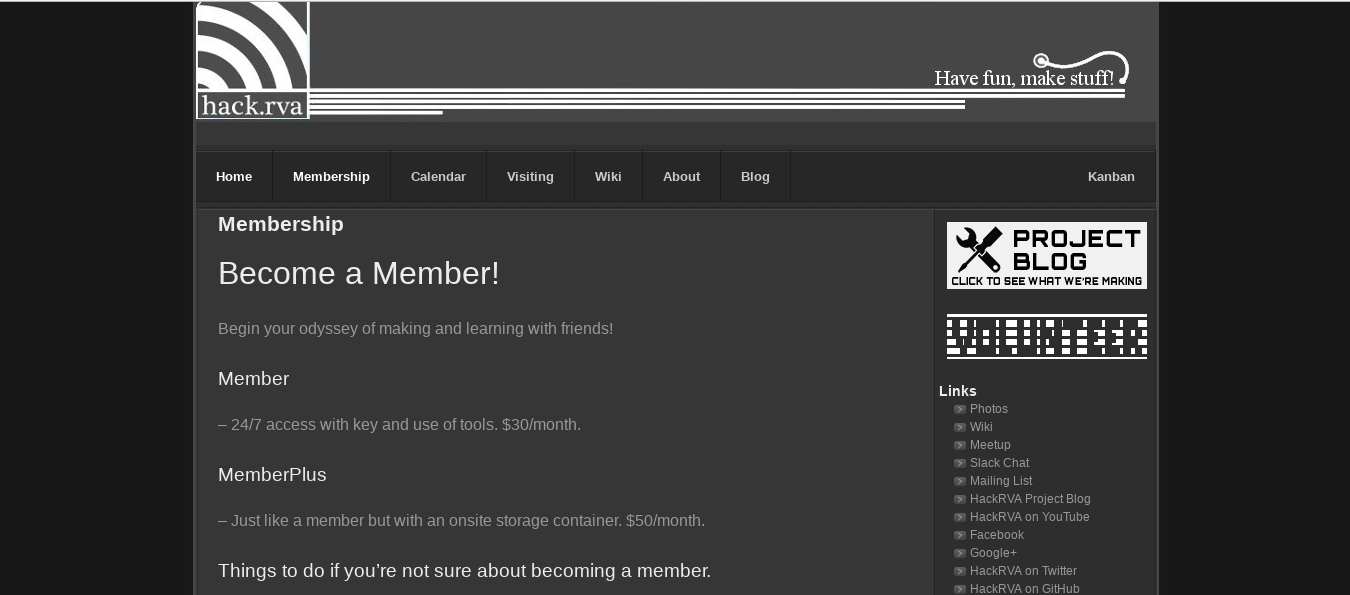 hack.rva
Have fun, make stuff!
Home
Membership
Calendar
Visiting
Wiki
About
Blog
Kanban
Membership
Become a Member!
Begin your odyssey of making and learning with friends!
Member
– 24/7 access with key and use of tools. $30/month.
MemberPlus
– Just like a member but with an onsite storage container. $50/month.
Things to do if you’re not sure about becoming a member.
PROJECT
BLOG
CLICK TO SEE WHAT WE'RE MAKING
Links
Photos
Wiki
Meetup
Slack Chat
Mailing List
HackRVA Project Blog
HackRVA on YouTube
Facebook
Google+
HackRVA on Twitter
HackRVA on GitHub